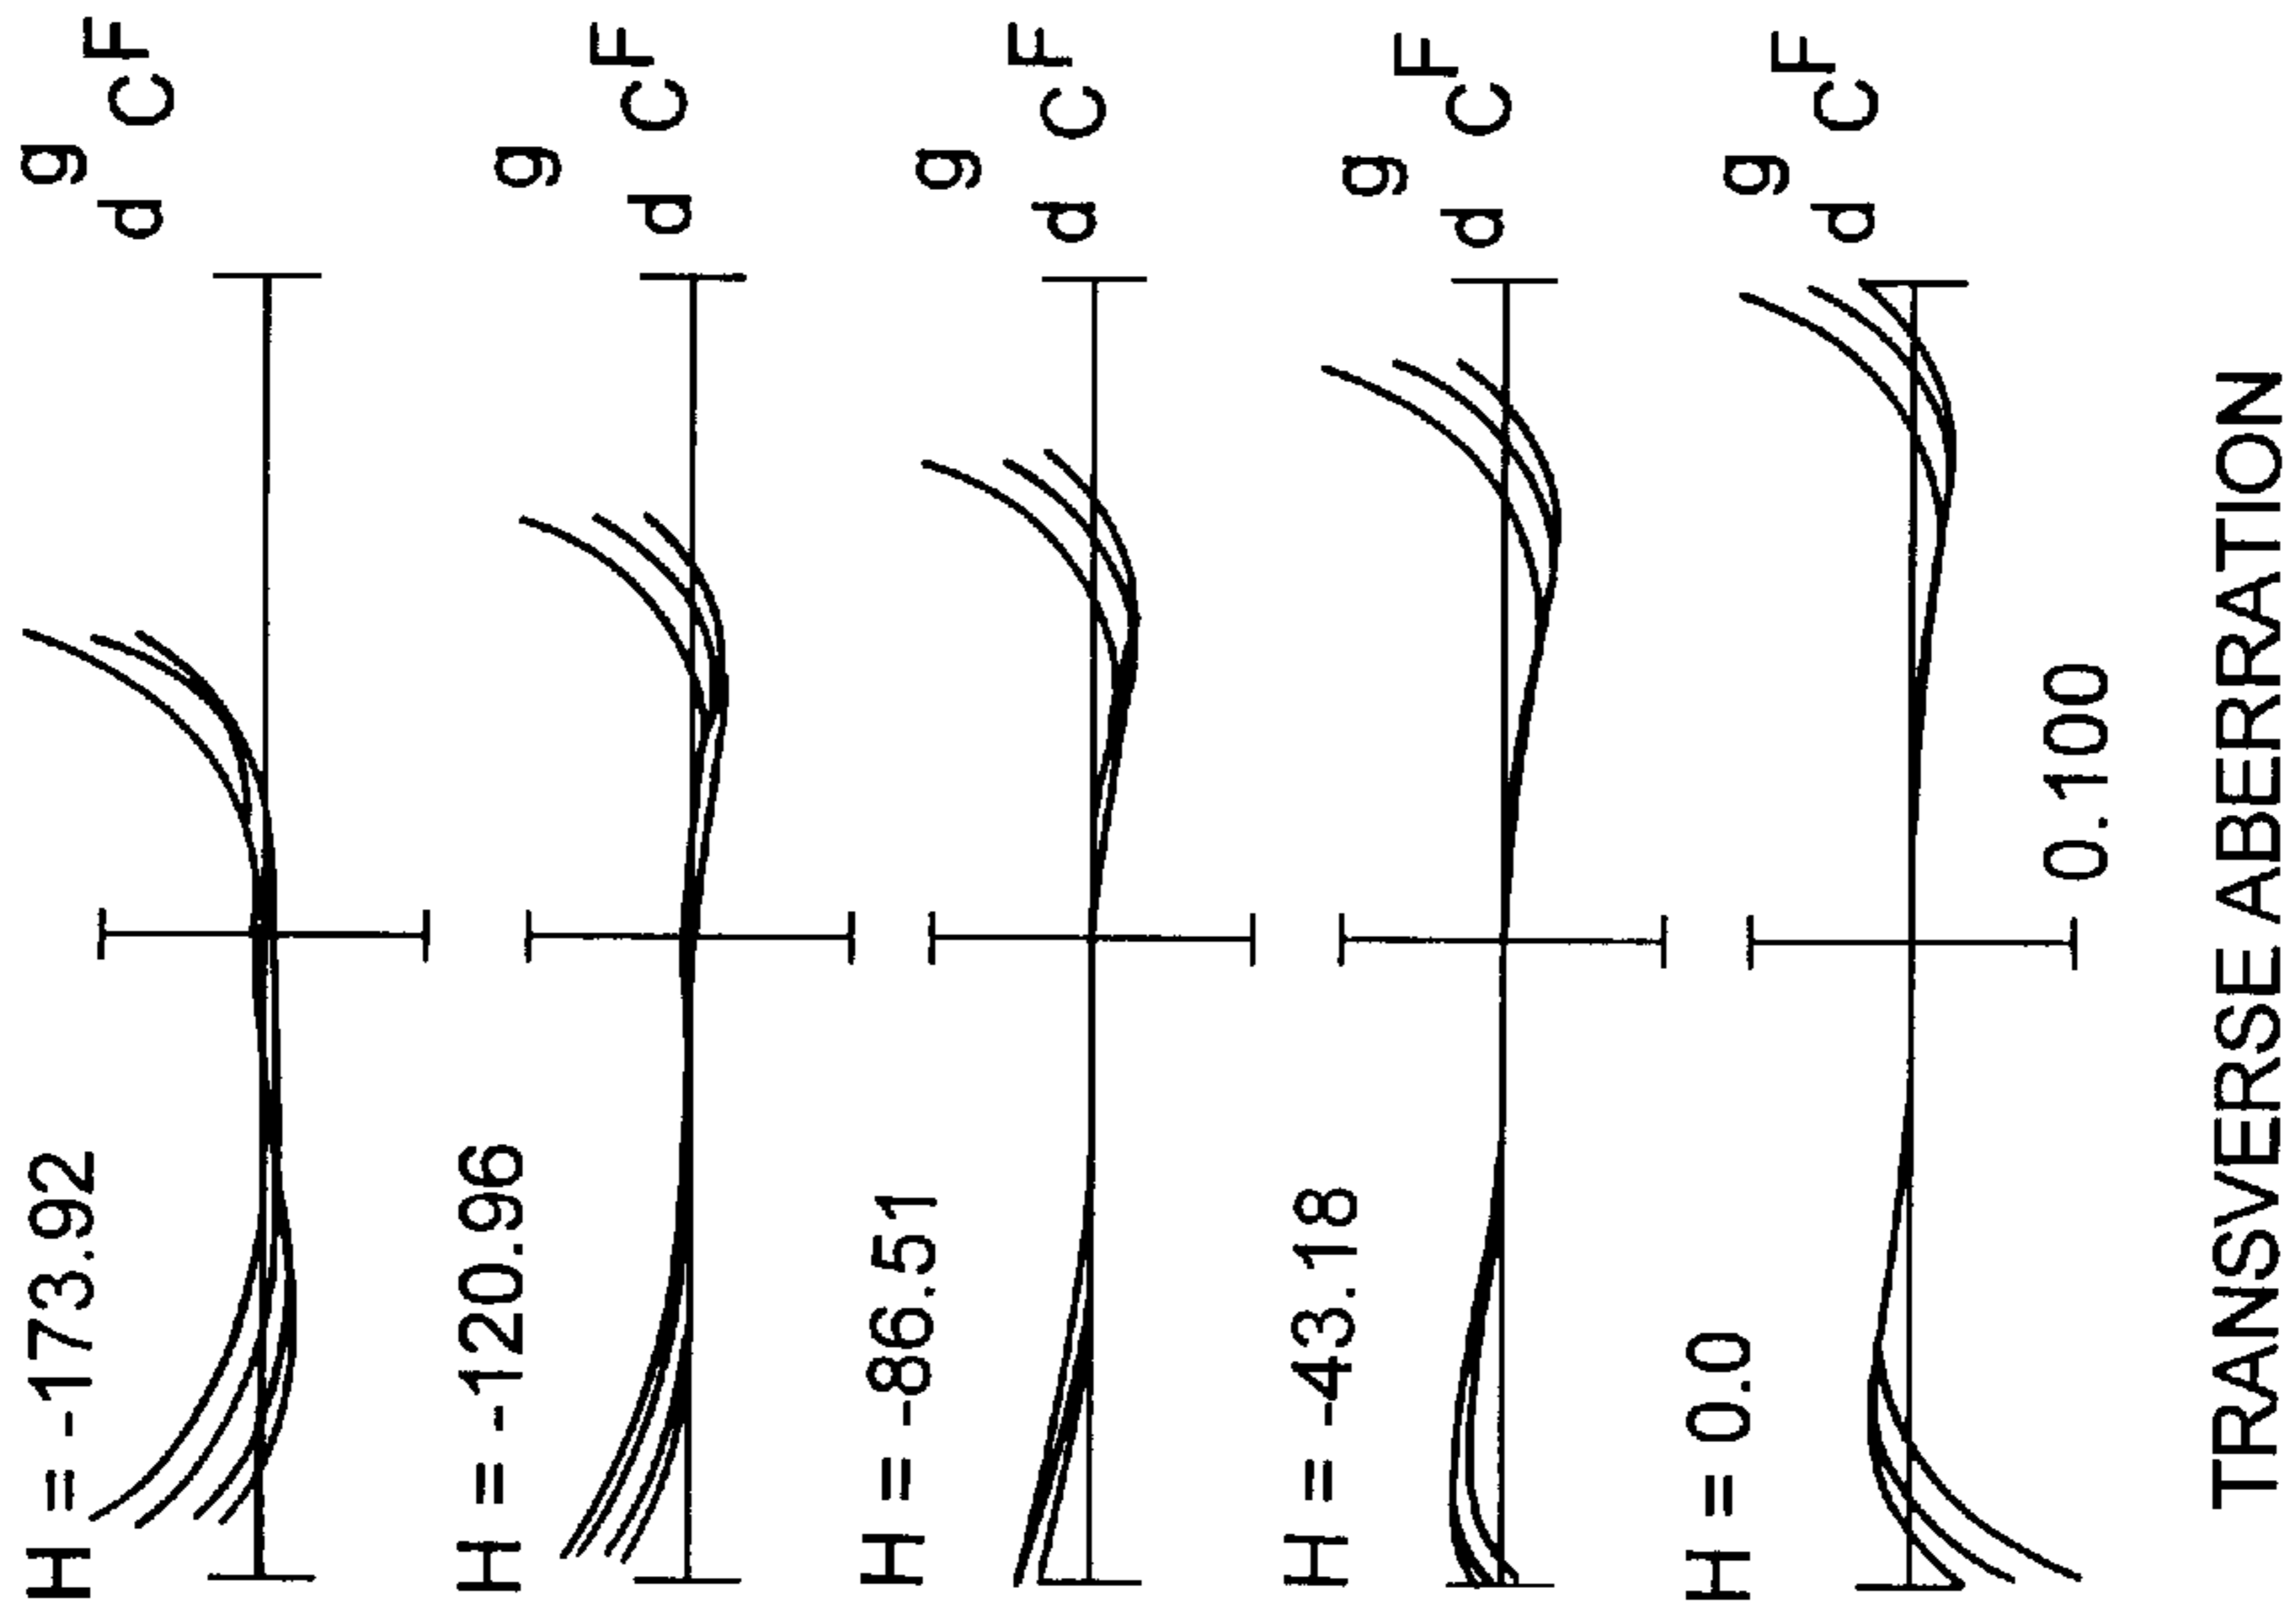 H = -173.92
g
d
F
C
H = -120.96
g
d
F
C
H = -86.51
g
d
F
C
H = -43.18
g
d
F
C
H = 0.0
g
d
F
C
0.100
TRANSVERSE ABERRATION